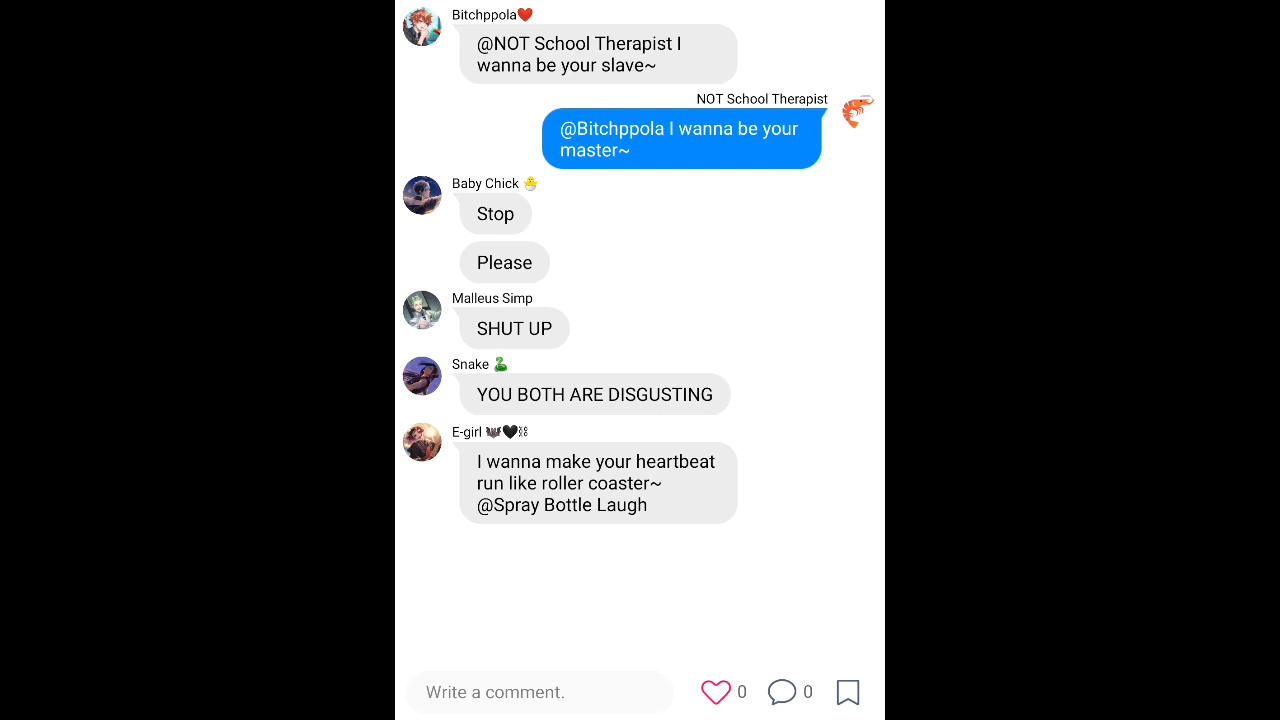 Bitchppola❤️
@NOT School Therapist I
wanna be your slave~
NOT School Therapist
@Bitchppola I wanna be your
master~
Baby Chick 🐣
Stop
Please
Malleus Simp
SHUT UP
Snake 🐍
YOU BOTH ARE DISGUSTING
E-girl 🦇🖤⛓️
I wanna make your heartbeat
run like roller coaster~
@Spray Bottle Laugh
Write a comment.
0
0